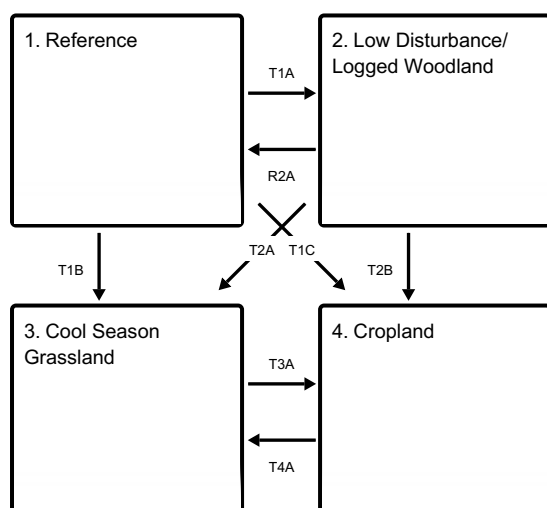 1. Reference
2. Low Disturbance/
Logged Woodland
T1A
R2A
T1B
T2A
T1C
T2B
3. Cool Season
Grassland
4. Cropland
T3A
T4A